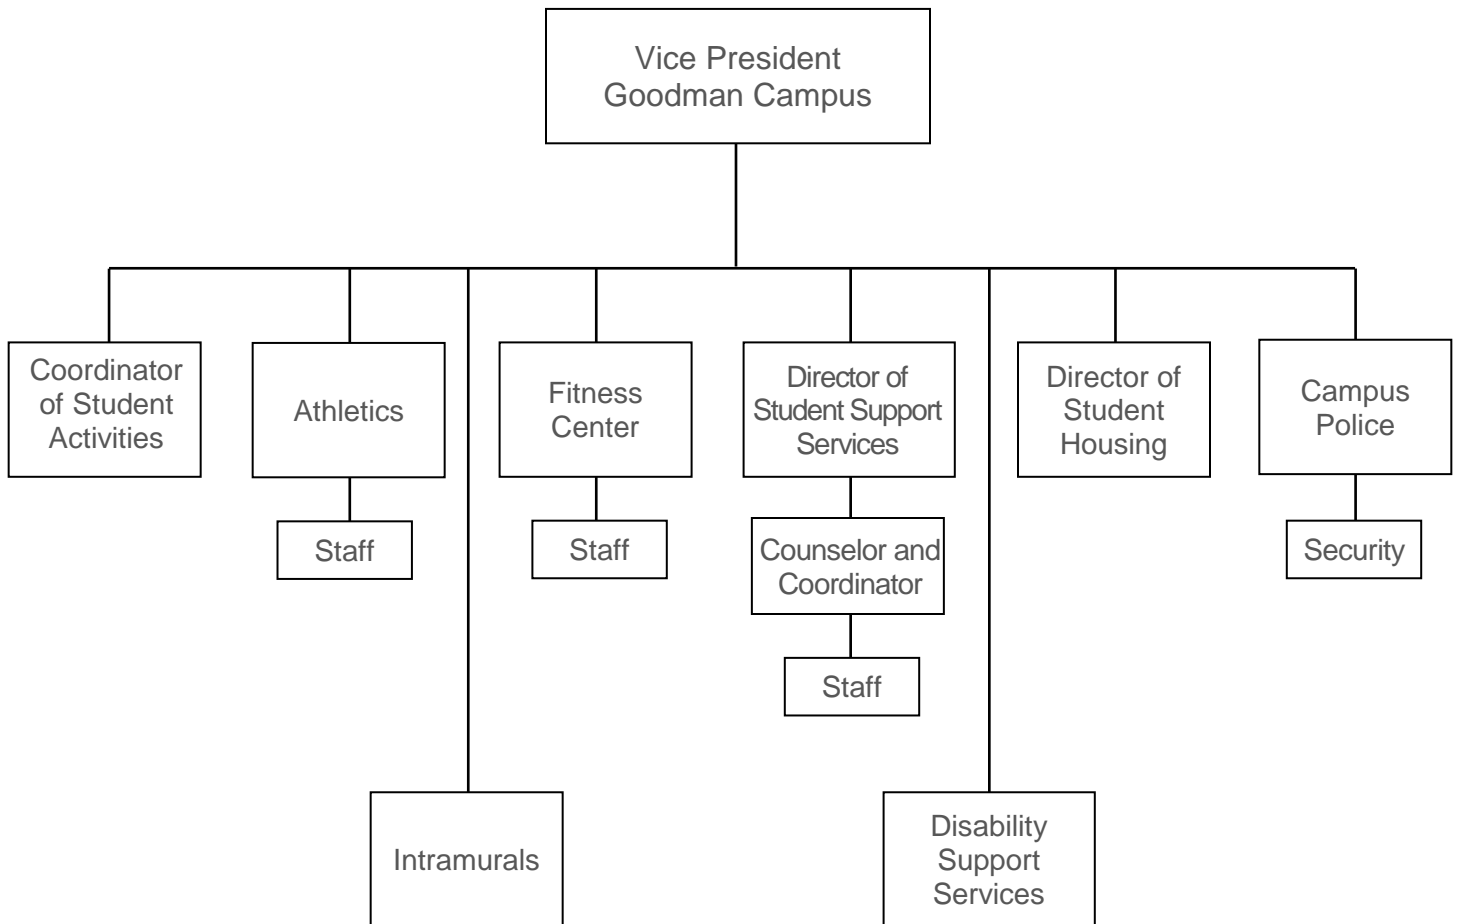 Vice President
Goodman Campus
Coordinator
of Student
Activities
Athletics
Fitness
Center
Director of
Student Support
Services
Director of
Student
Housing
Campus
Police
Staff
Staff
Counselor and
Coordinator
Security
Staff
Intramurals
Disability
Support
Services